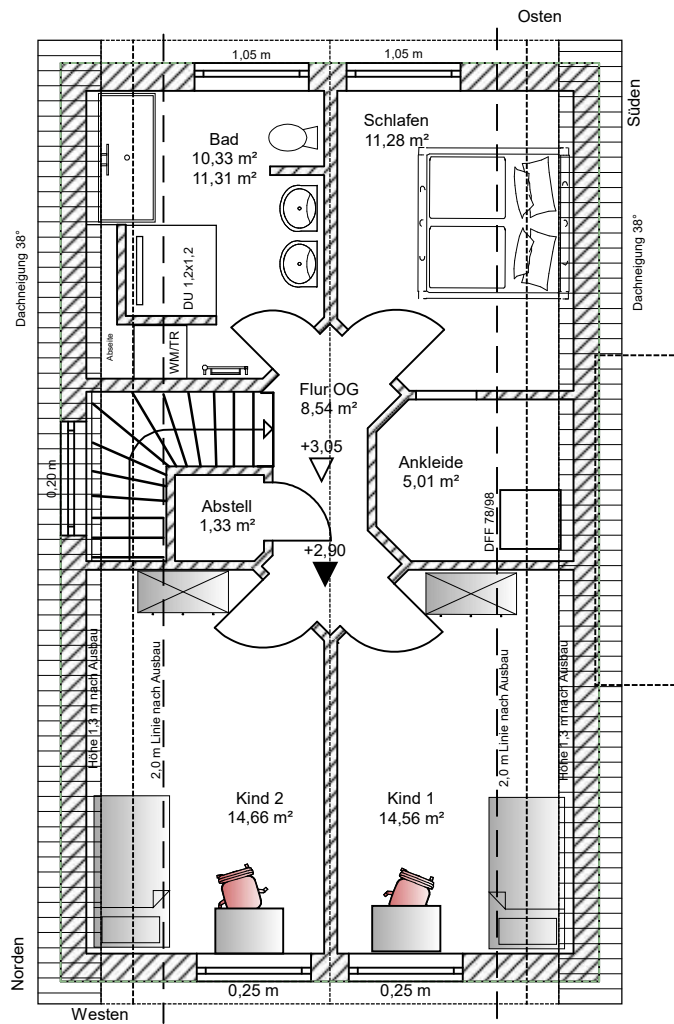 Osten
1,05 m
1,05 m
Süden
Schlafen
11,28 m²
Bad
10,33 m²
11,31 m²
Dachneigung 38°
Dachneigung 38°
DU 1,2x1,2
Abseite
WM/TR
Flur OG
8,54 m²
+3,05
Ankleide
5,01 m²
0,20 m
Abstell
1,33 m²
DFF 78/98
+2,90
Höhe 1,3 m nach Ausbau
2,0 m Linie nach Ausbau
2,0 m Linie nach Ausbau
Höhe 1,3 m nach Ausbau
Kind 2
14,66 m²
Kind 1
14,56 m²
Norden
0,25 m
0,25 m
Westen